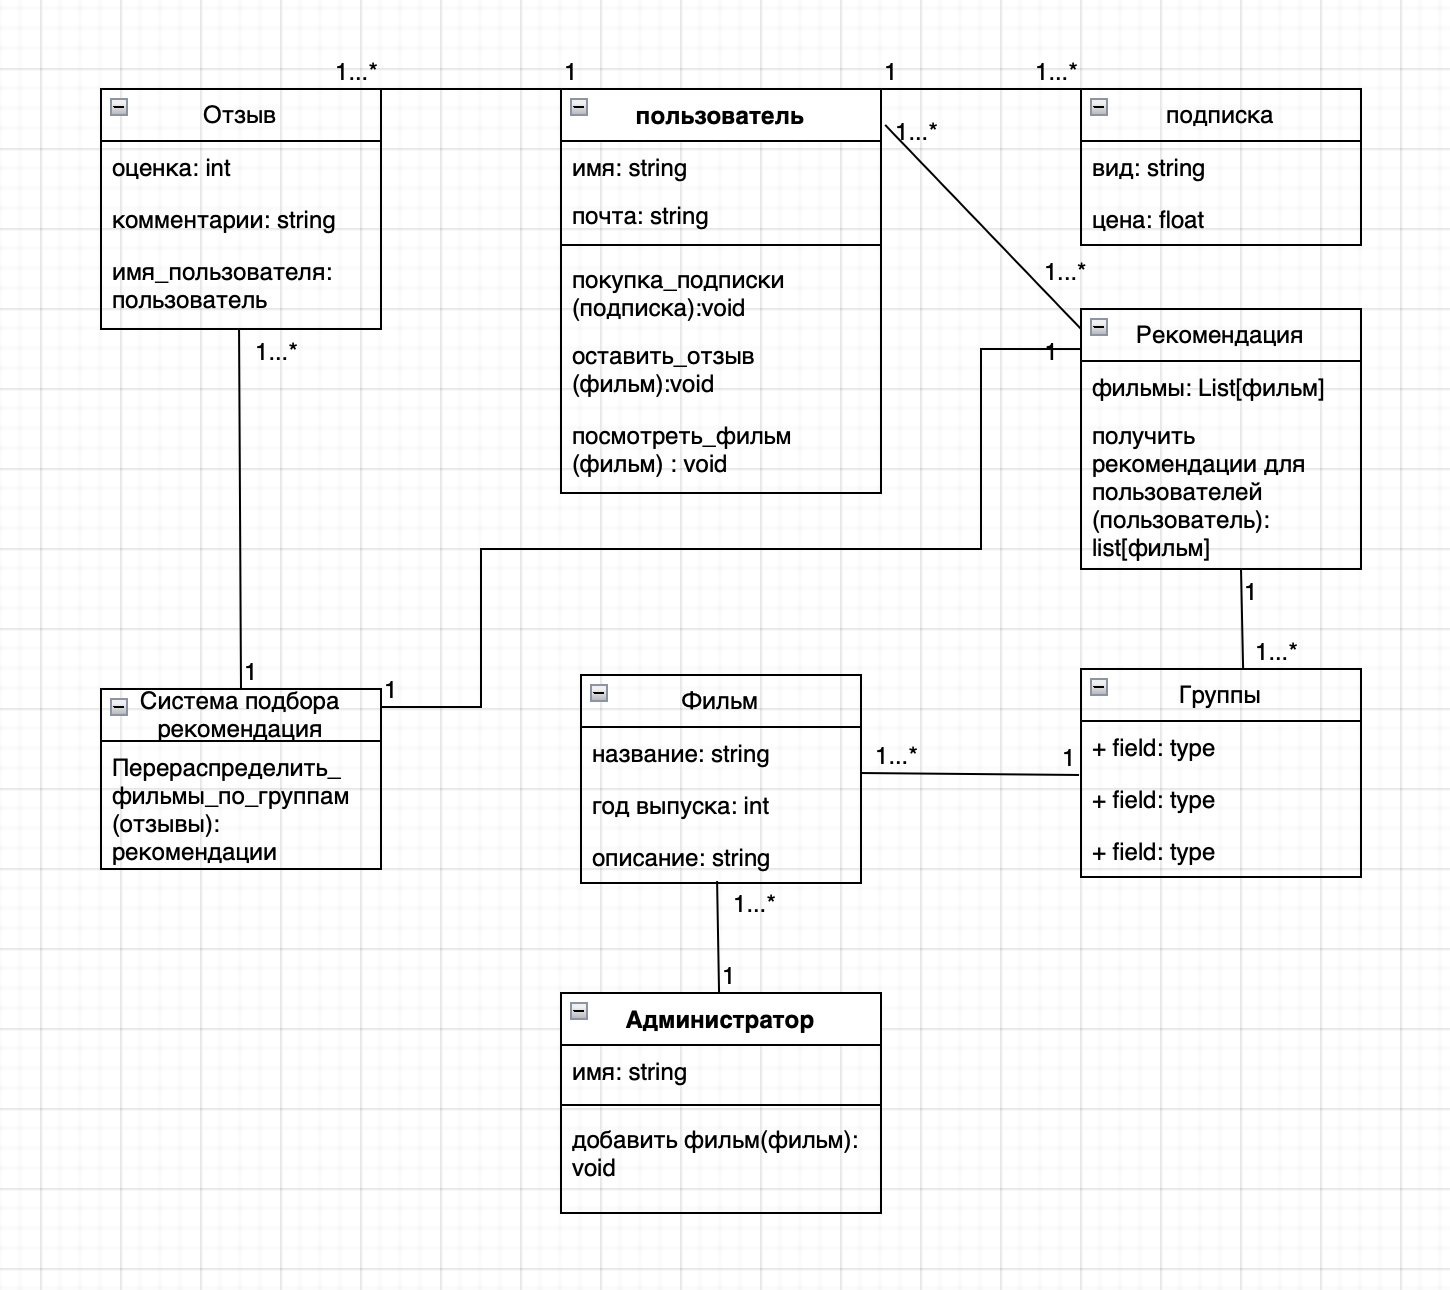 1...*
1
1
1...*
Отзыв
оценка: int
комментарии: string
имя_пользователя:
пользователь
1...*
пользователь
имя: string
почта: string
покупка_подписки
(подписка):void
оставить_отзыв
(фильм):void
посмотреть_фильм
(фильм) : void
1...*
1...*
подписка
вид: string
цена: float
1
Рекомендация
фильмы: List[фильм]
получить
рекомендации для
пользователей
(пользователь):
list[фильм]
1
1...*
1
1
Система подбора
рекомендация
Перераспределить_
фильмы_по_группам
(отзывы):
рекомендации
Фильм
название: string
год выпуска: int
описание: string
1...*
1
Группы
+ field: type
+ field: type
+ field: type
1...*
1
Администратор
имя: string
добавить фильм(фильм):
void